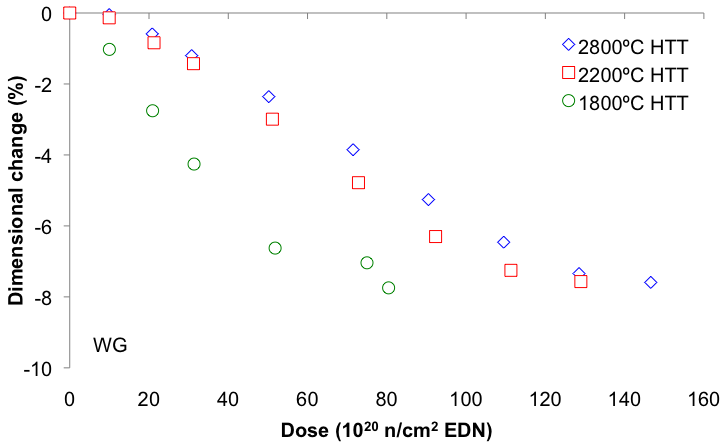 0
-2
-4
-6
-8
-10
Dimensional change (%)
2800ºC HTT
2200ºC HTT
1800ºC HTT
WG
0 20 40 60 80 100 120 140 160
Dose (10²⁰ n/cm² EDN)